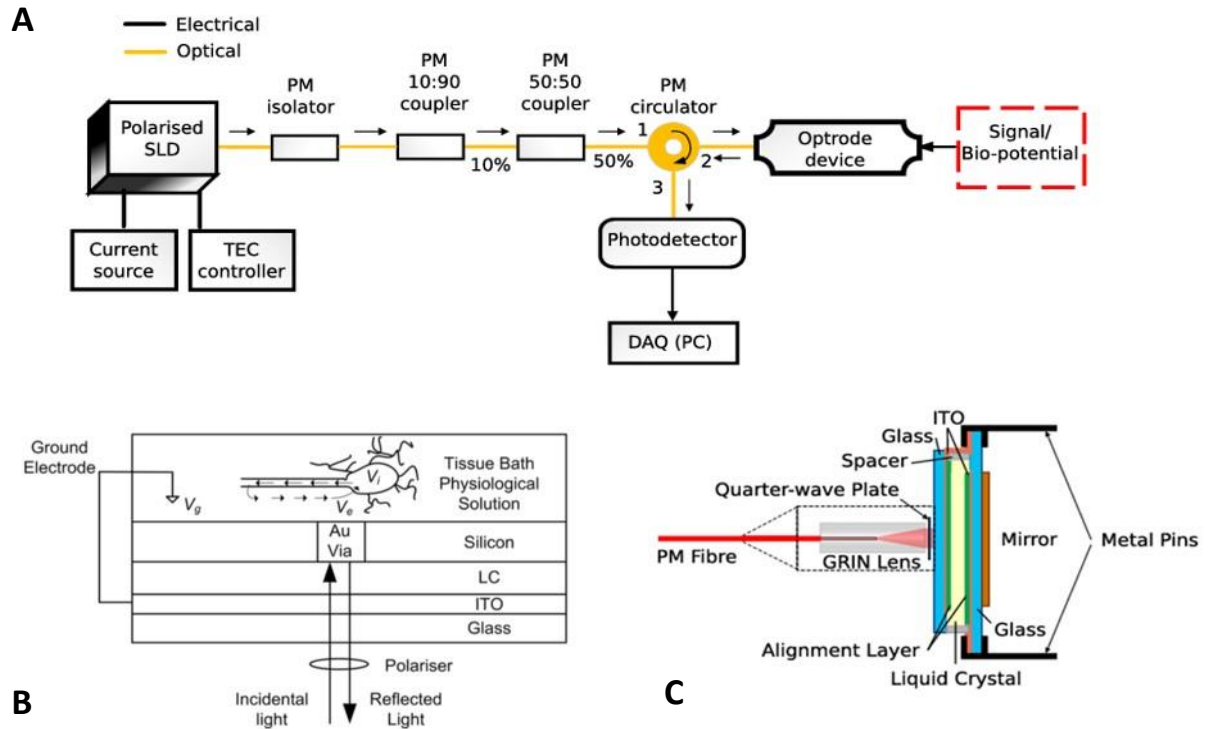 A
Electrical
Optical
Polarised
SLD
PM
isolator
PM
10:90
coupler
PM
50:50
coupler
PM
circulator
10%
50%
1
2
3
Optrode
device
Signal/
Bio-potential
Current
source
TEC
controller
Photodetector
DAQ (PC)
B
Ground
Electrode
Vg
Vi
Ve
Tissue Bath
Physiological
Solution
Au
Via
Silicon
LC
ITO
Glass
Polariser
Incidental
light
Reflected
Light
C
ITO
Glass
Spacer
Quarter-wave Plate
PM Fibre
GRIN Lens
Mirror
Metal Pins
Glass
Alignment Layer
Liquid Crystal